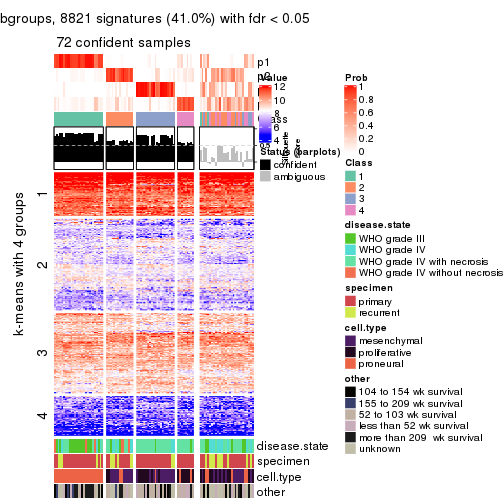 bgroups, 8821 signatures (41.0%) with fdr < 0.05
72 confident samples
p1
Value
12
10
8
6
4
Status (barplots)
confident
ambiguous
Silhouette
score
k-means with 4 groups
1
2
3
4
disease.state
specimen
cell.type
other
Prob
1
0.8
0.6
0.4
0.2
0
Class
1
2
3
4
disease.state
WHO grade III
WHO grade IV
WHO grade IV with necrosis
WHO grade IV without necrosis
specimen
primary
recurrent
cell.type
mesenchymal
proliferative
proneural
other
104 to 154 wk survival
155 to 209 wk survival
52 to 103 wk survival
less than 52 wk survival
more than 209 wk survival
unknown